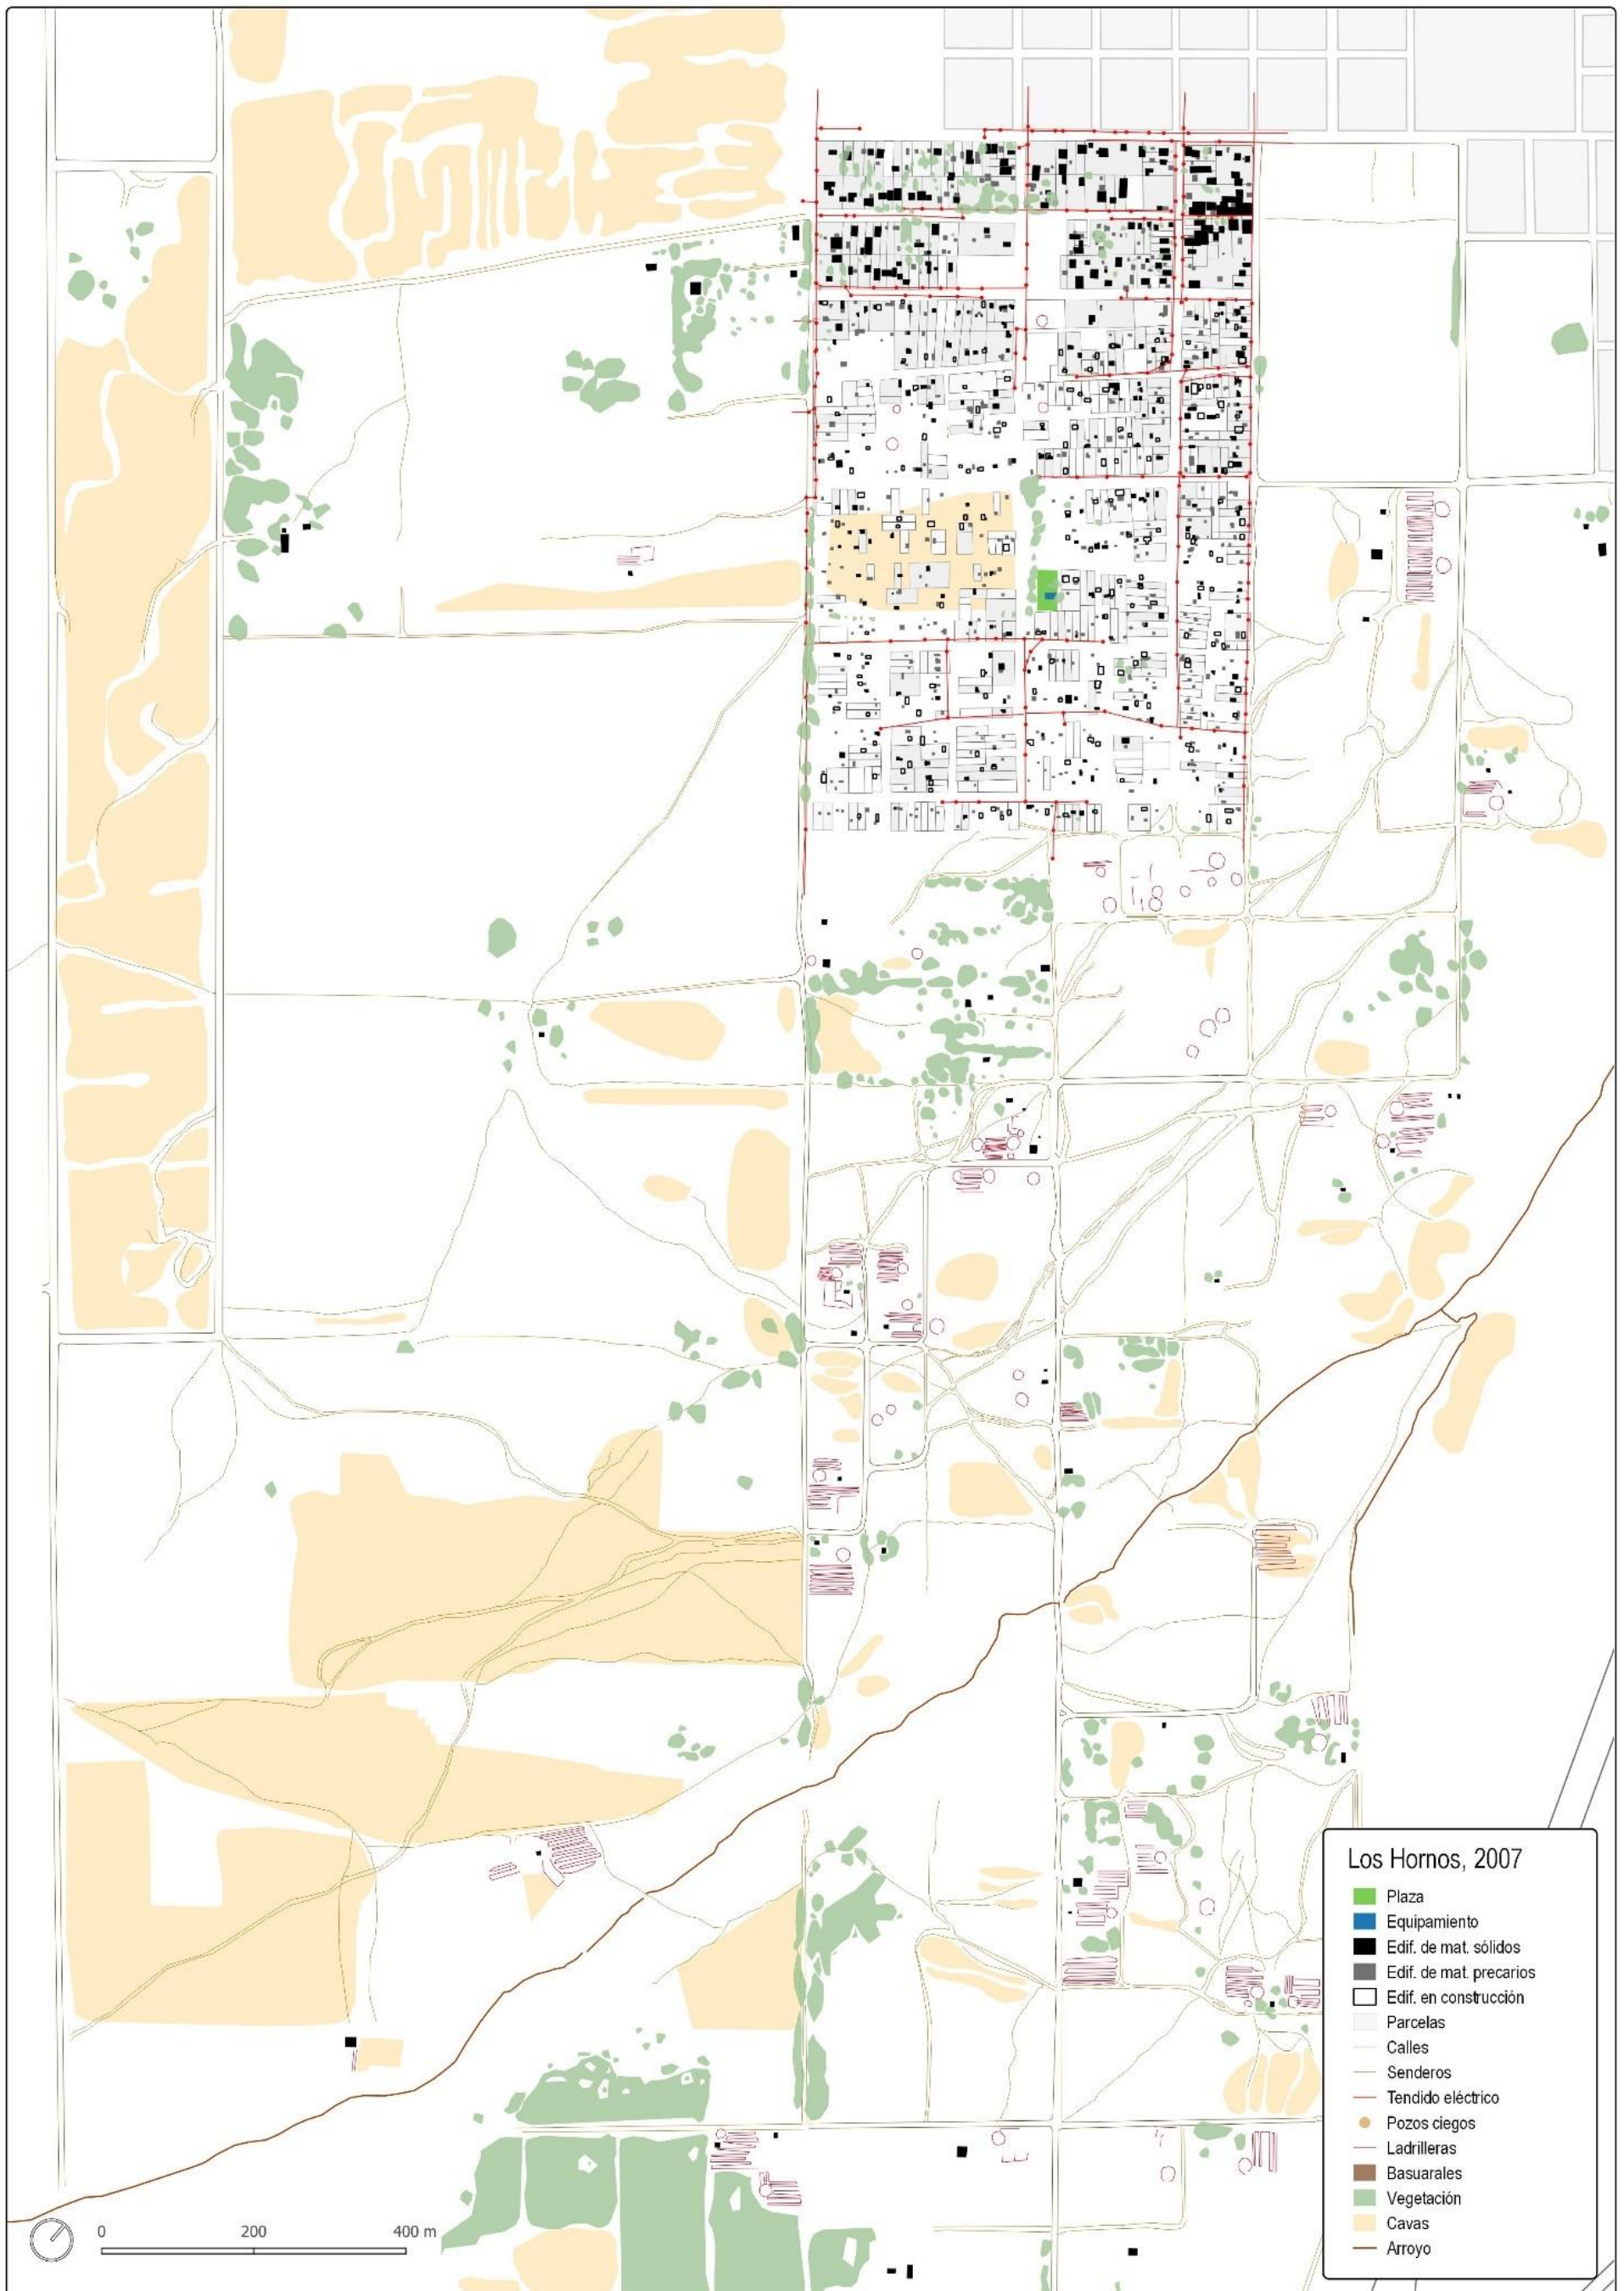 Los Hornos, 2007
Plaza
Equipamiento
Edif. de mat. sólidos
Edif. de mat. precarios
Edif. en construcción
Parcelas
Calles
Senderos
Tendido eléctrico
Pozos ciegos
Ladrilleras
Basuarales
Vegetación
Cavas
Arroyo
0 200 400 m